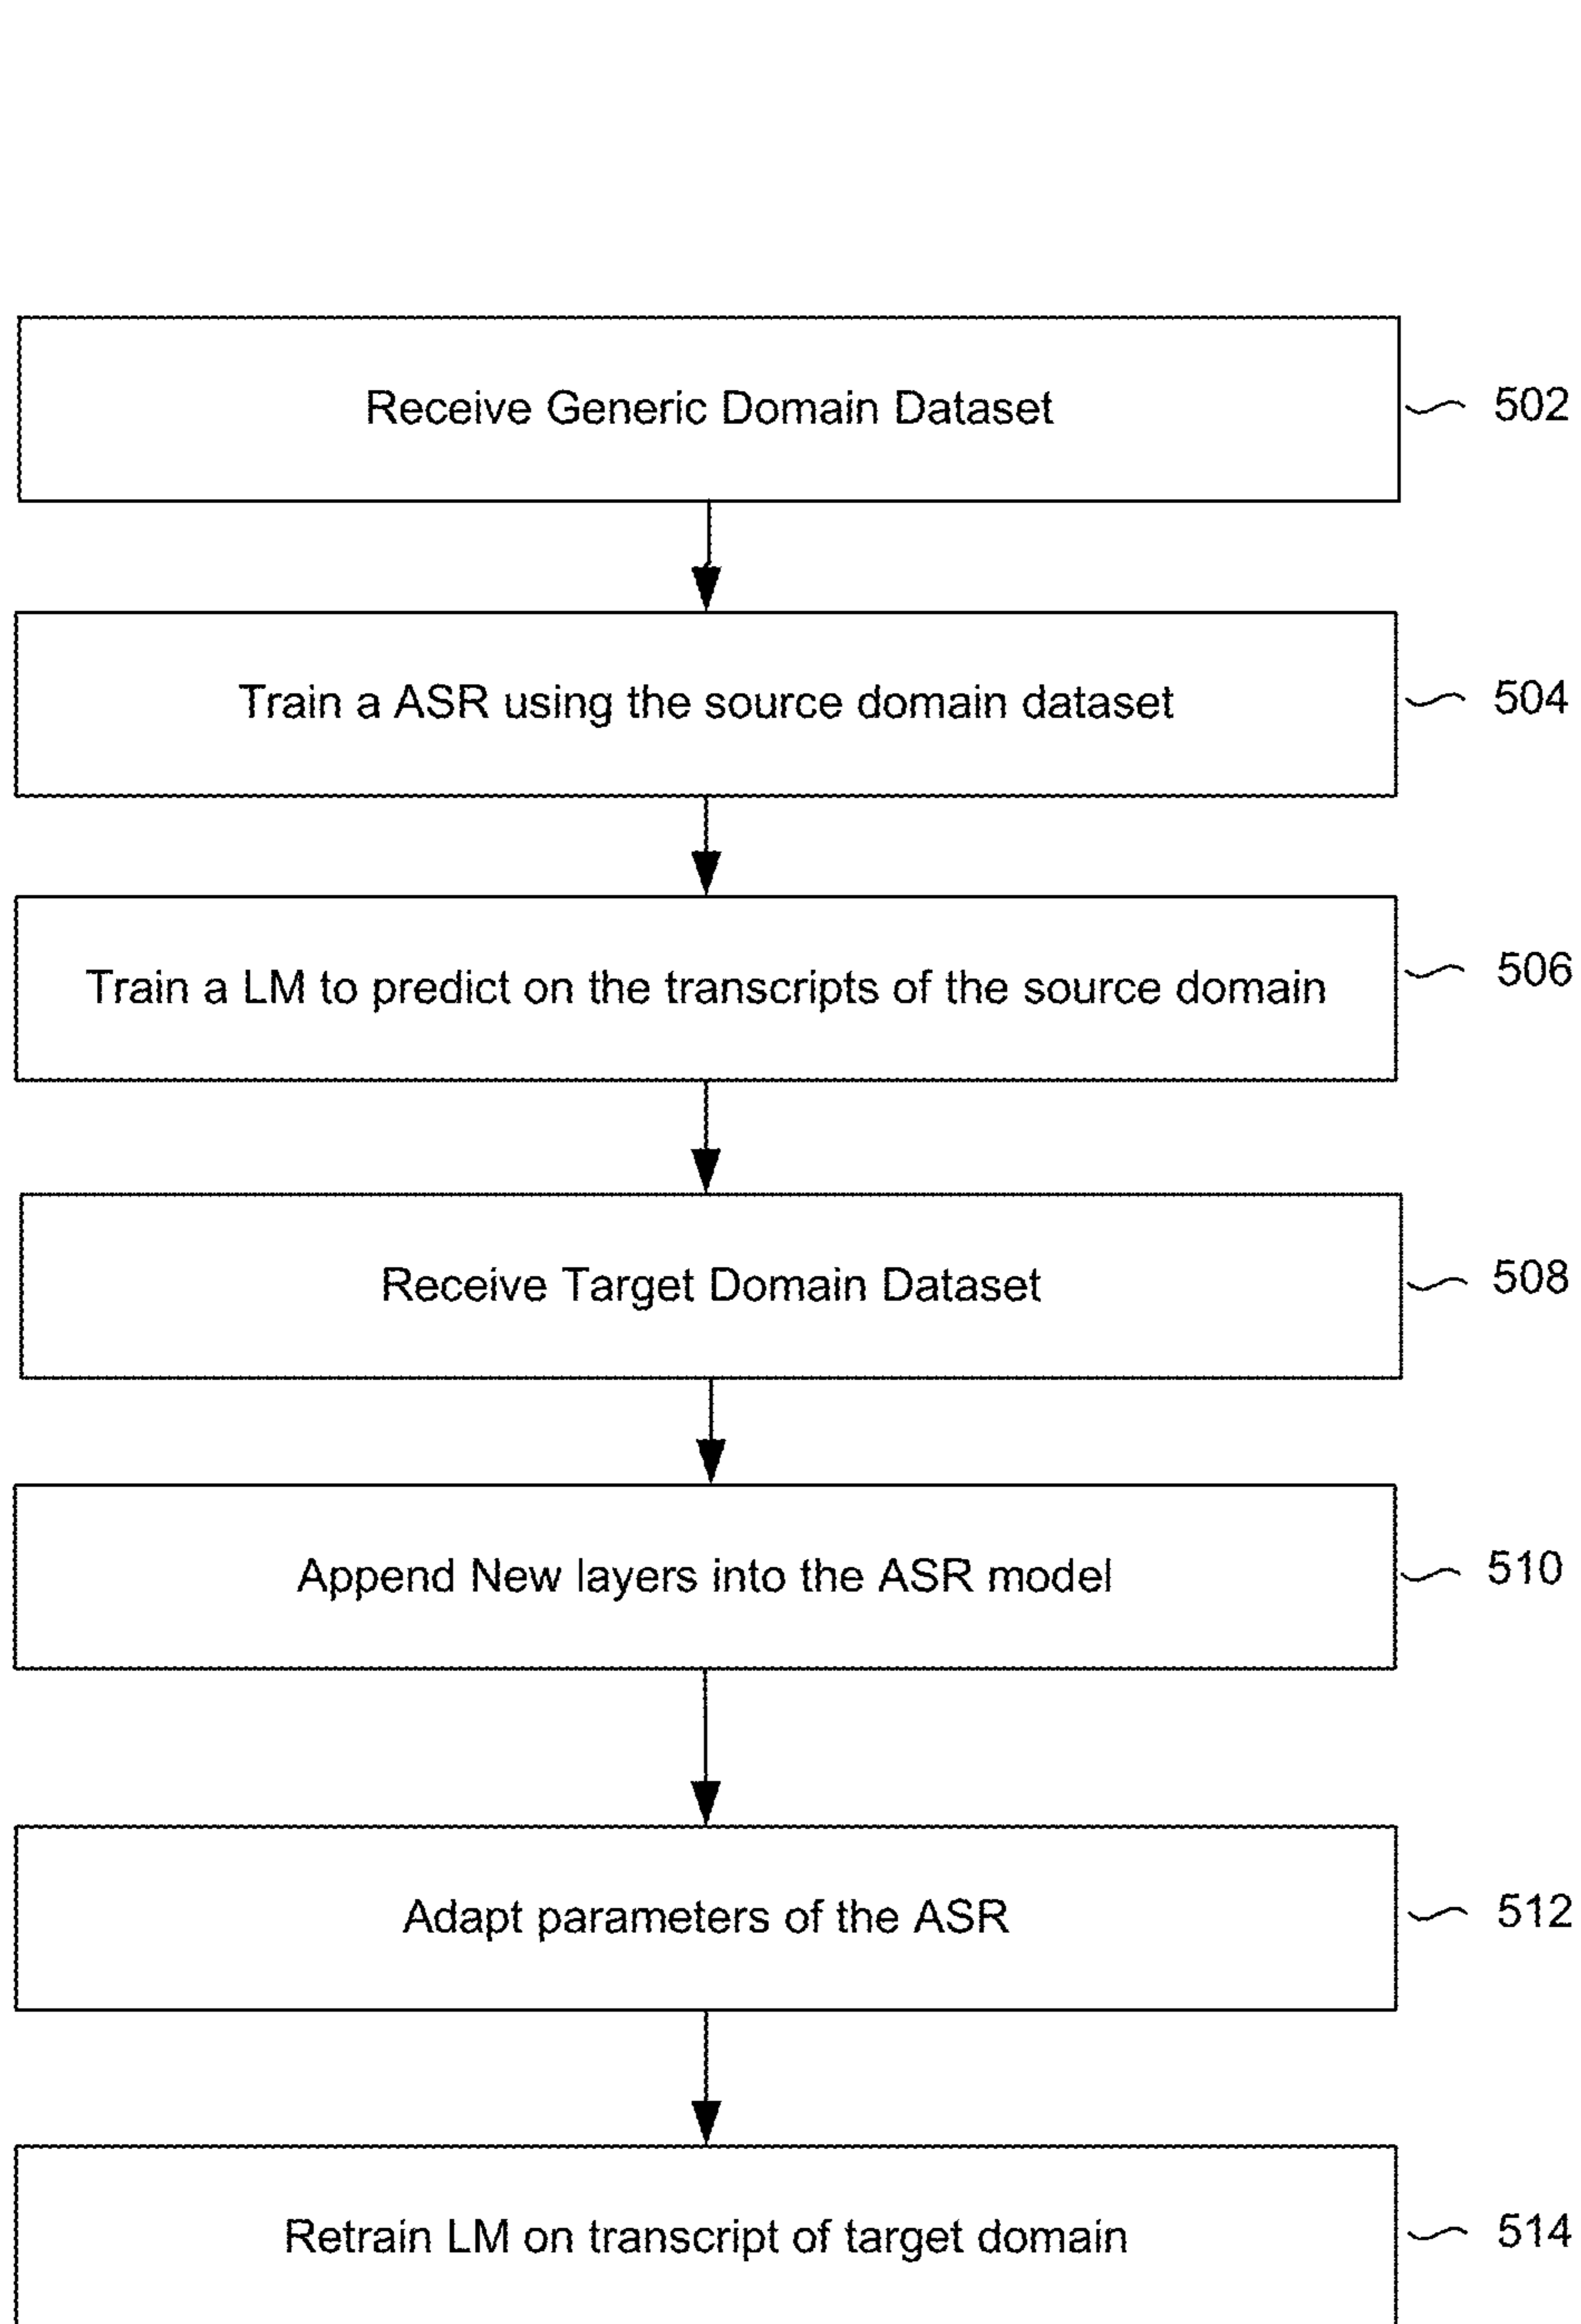 Receive Generic Domain Dataset 502
Train a ASR using the source domain dataset 504
Train a LM to predict on the transcripts of the source domain 506
Receive Target Domain Dataset 508
Append New layers into the ASR model 510
Adapt parameters of the ASR 512
Retrain LM on transcript of target domain 514